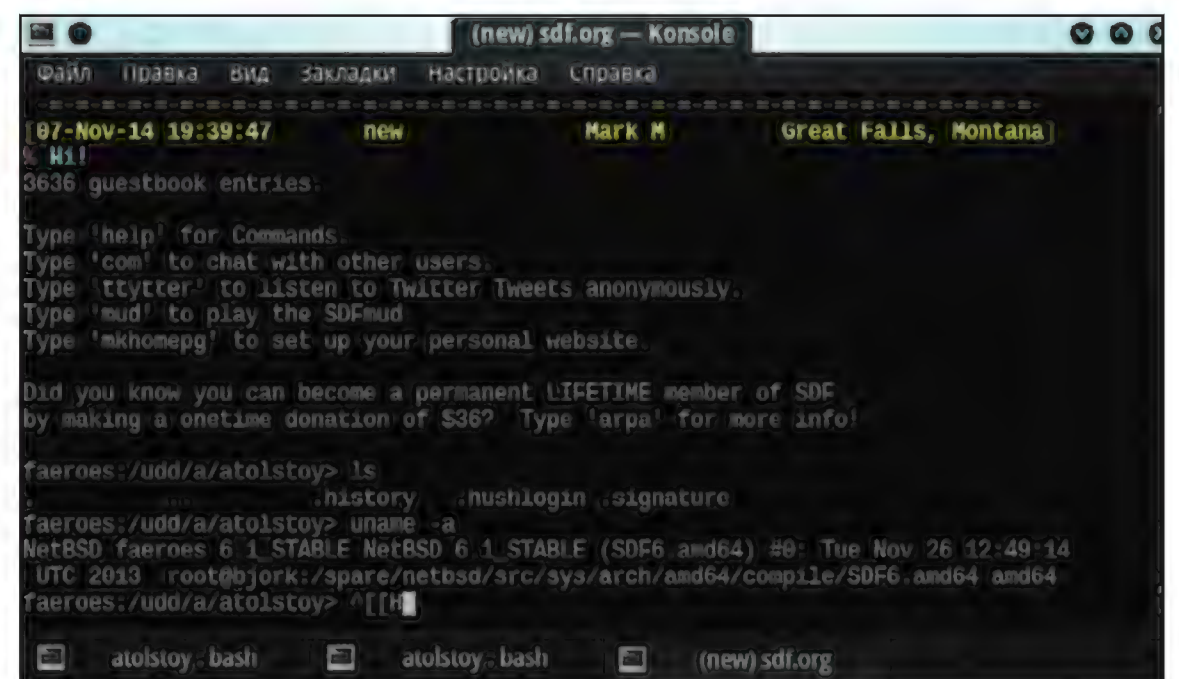 (new) sdf.org — Konsole
Файл Правка Вид Закладки Настройка Справка
-=-=-=-=-=-=-=-=-=-=-=-=-=-=-=-=-=-=-=-=-=-=-=-=-=-=-=-=-=-=-=-=-=-=-=-=-=-=-
[07-Nov-14 19:39:47 new Mark M Great Falls, Montana]
% Hi!
3636 guestbook entries.
Type 'help' for Commands.
Type 'com' to chat with other users.
Type 'ttytter' to listen to Twitter Tweets anonymously.
Type 'mud' to play the SDFmud
Type 'mkhomepg' to set up your personal website.
Did you know you can become a permanent LIFETIME member of SDF
by making a onetime donation of $36? Type 'arpa' for more info!
faeroes:/udd/a/atolstoy> ls
.history .hushlogin .signature
faeroes:/udd/a/atolstoy> uname -a
NetBSD faeroes 6.1_STABLE NetBSD 6.1_STABLE (SDF6.amd64) #0: Tue Nov 26 12:49:14
UTC 2013 root@bjork:/spare/netbsd/src/sys/arch/amd64/compile/SDF6.amd64 amd64
faeroes:/udd/a/atolstoy> ^[[H
atolstoy : bash atolstoy : bash (new) sdf.org